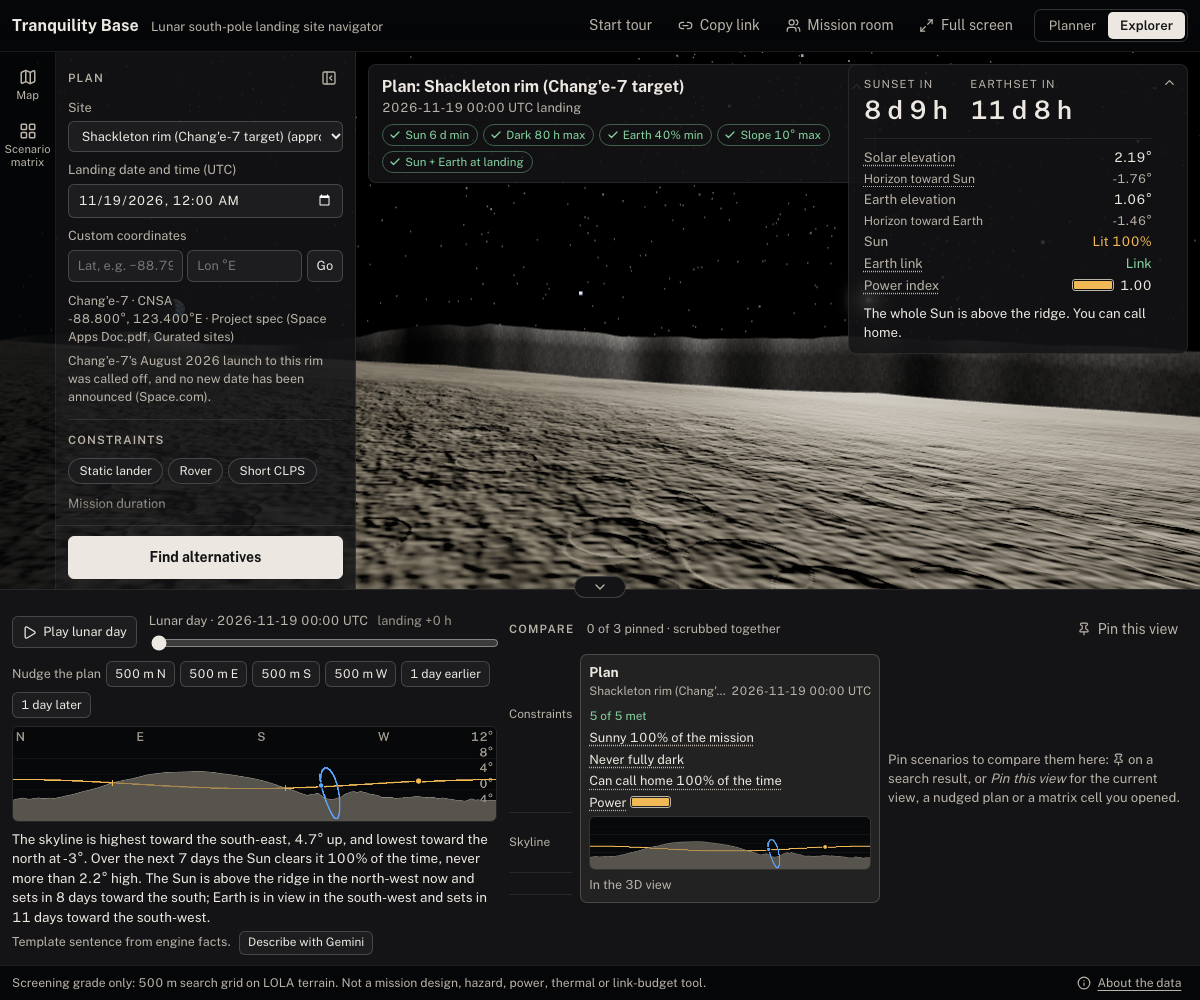 Tranquility Base Lunar south-pole landing site navigator
Start tour Copy link Mission room Full screen Planner Explorer
Map
Scenario matrix
PLAN
Site
Shackleton rim (Chang'e-7 target) (appro
Landing date and time (UTC)
11/19/2026, 12:00 AM
Custom coordinates
Lat, e.g. −88.79 Lon °E Go
Chang'e-7 · CNSA
-88.800°, 123.400°E · Project spec (Space
Apps Doc.pdf, Curated sites)
Chang'e-7's August 2026 launch to this rim
was called off, and no new date has been
announced (Space.com).
CONSTRAINTS
Static lander Rover Short CLPS
Mission duration
Find alternatives
Plan: Shackleton rim (Chang'e-7 target)
2026-11-19 00:00 UTC landing
Sun 6 d min Dark 80 h max Earth 40% min Slope 10° max
Sun + Earth at landing
SUNSET IN EARTHSET IN
8 d 9 h 11 d 8 h
Solar elevation 2.19°
Horizon toward Sun -1.76°
Earth elevation 1.06°
Horizon toward Earth -1.46°
Sun Lit 100%
Earth link Link
Power index 1.00
The whole Sun is above the ridge. You can call
home.
Play lunar day
Lunar day · 2026-11-19 00:00 UTC landing +0 h
Nudge the plan 500 m N 500 m E 500 m S 500 m W 1 day earlier
1 day later
N E S W 12°
8°
4°
0°
4°
The skyline is highest toward the south-east, 4.7° up, and lowest toward the
north at -3°. Over the next 7 days the Sun clears it 100% of the time, never
more than 2.2° high. The Sun is above the ridge in the north-west now and
sets in 8 days toward the south; Earth is in view in the south-west and sets in
11 days toward the south-west.
Template sentence from engine facts. Describe with Gemini
COMPARE 0 of 3 pinned · scrubbed together Pin this view
Plan
Shackleton rim (Chang'... 2026-11-19 00:00 UTC
Constraints
5 of 5 met
Sunny 100% of the mission
Never fully dark
Can call home 100% of the time
Power
Skyline
In the 3D view
Pin scenarios to compare them here: on a
search result, or Pin this view for the current
view, a nudged plan or a matrix cell you opened.
Screening grade only: 500 m search grid on LOLA terrain. Not a mission design, hazard, power, thermal or link-budget tool.
About the data